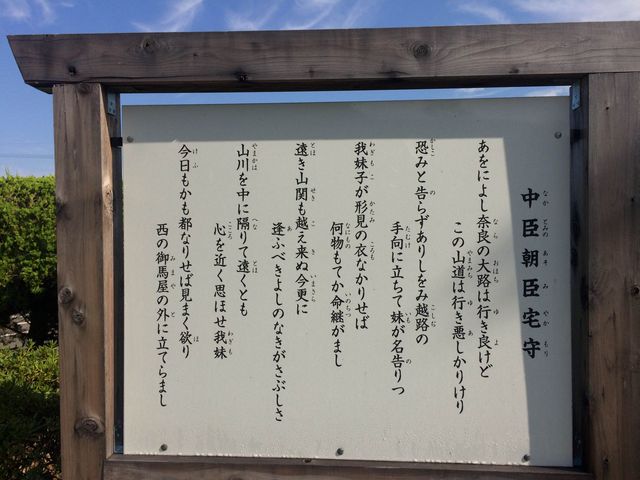 中臣朝臣宅守
あをによし奈良の大路は行き良けど
この山道は行き悪しかりけり
恐みと告らずありしをみ越路の
手向に立ちて妹が名告りつ
我妹子が形見の衣なかりせば
何物もてか命継がまし
遠き山関も越え来ぬ今更に
逢ふべきよしのなきがさぶしさ
山川を中に隔りて遠くとも
心を近く思ほせ我妹
今日もかも都なりせば見まく欲り
西の御馬屋の外に立てらまし